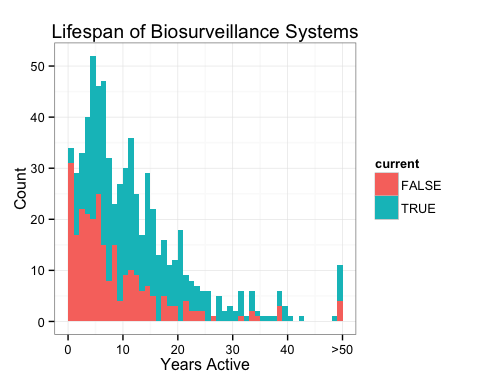 Lifespan of Biosurveillance Systems
50
40
30
20
10
0
Count
0 10 20 30 40 >50
Years Active
current
FALSE
TRUE